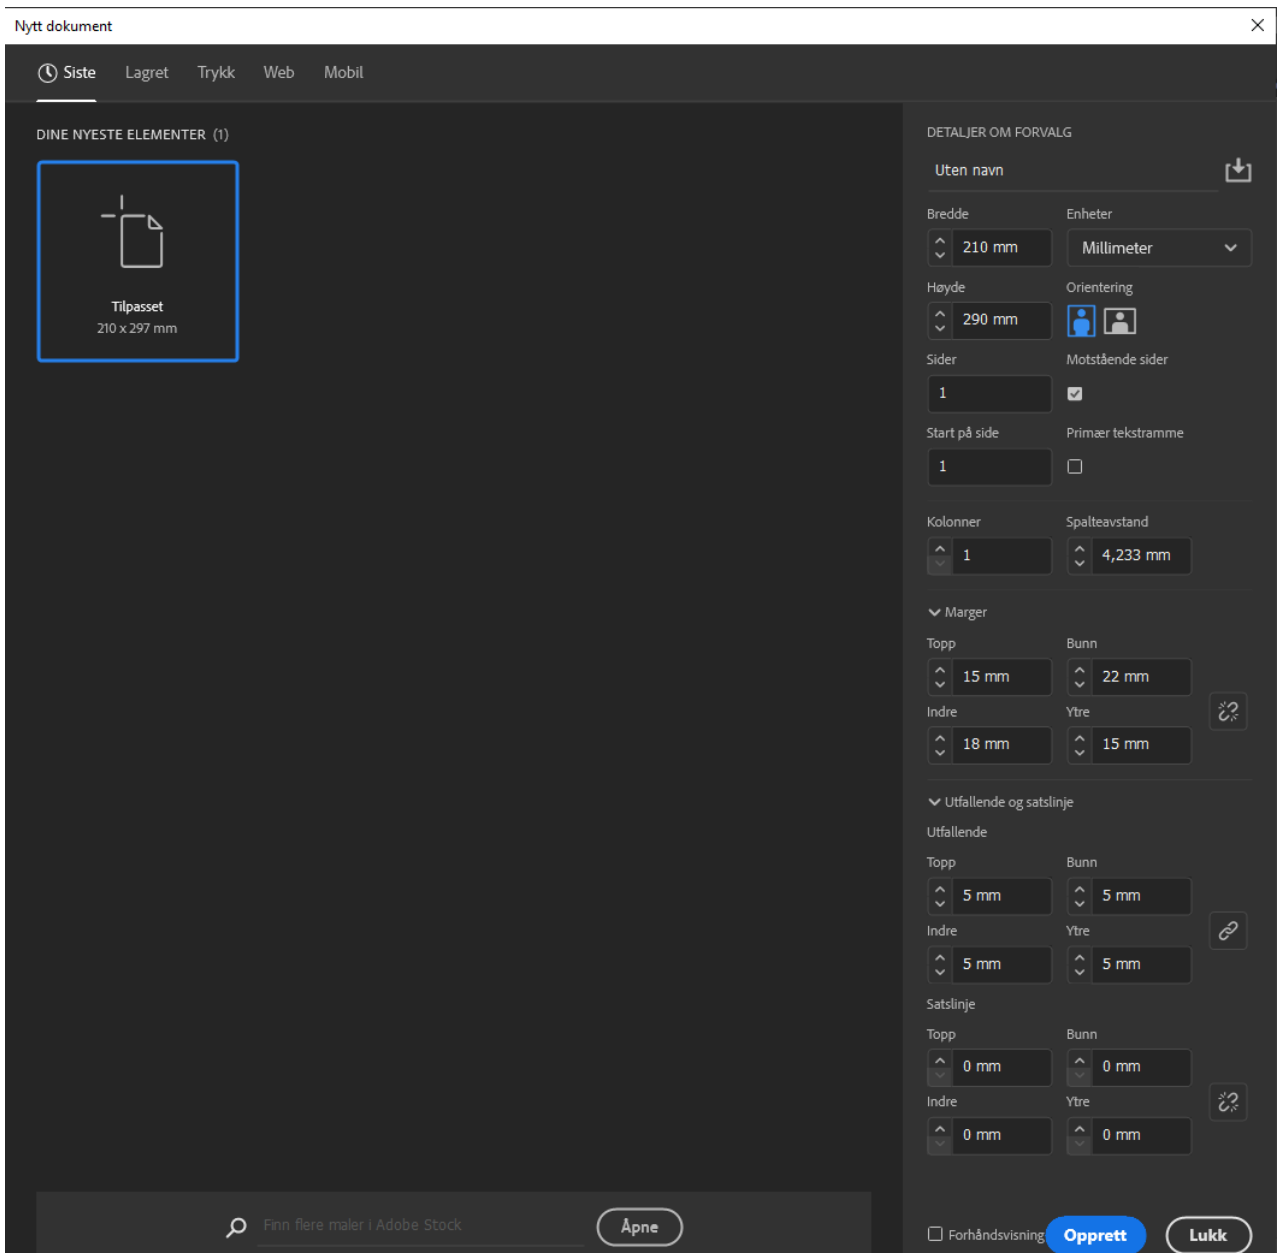 Nytt dokument
Siste Lagret Trykk Web Mobil
DINE NYESTE ELEMENTER (1)
Tilpasset
210 x 297 mm
DETALJER OM FORVALG
Uten navn
Bredde Enheter
210 mm Millimeter
Høyde Orientering
290 mm
Sider Motstående sider
1
Start på side Primær tekstramme
1
Kolonner Spalteavstand
1 4,233 mm
Marger
Topp Bunn
15 mm 22 mm
Indre Ytre
18 mm 15 mm
Utfallende og satslinje
Utfallende
Topp Bunn
5 mm 5 mm
Indre Ytre
5 mm 5 mm
Satslinje
Topp Bunn
0 mm 0 mm
Indre Ytre
0 mm 0 mm
Finn flere maler i Adobe Stock Åpne
Forhåndsvisning Opprett Lukk